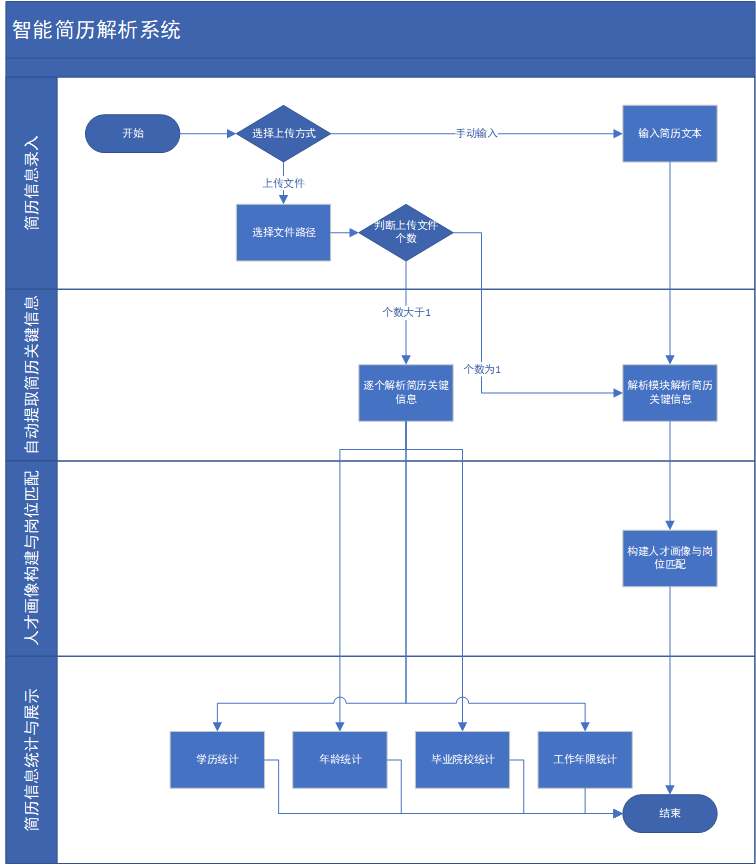 智能简历解析系统
简历信息录入
开始
选择上传方式
手动输入
输入简历文本
上传文件
选择文件路径
判断上传文件
个数
自动提取简历关键信息
个数大于1
个数为1
逐个解析简历关键
信息
解析模块解析简历
关键信息
人才画像构建与岗位匹配
构建人才画像与岗
位匹配
简历信息统计与展示
学历统计
年龄统计
毕业院校统计
工作年限统计
结束